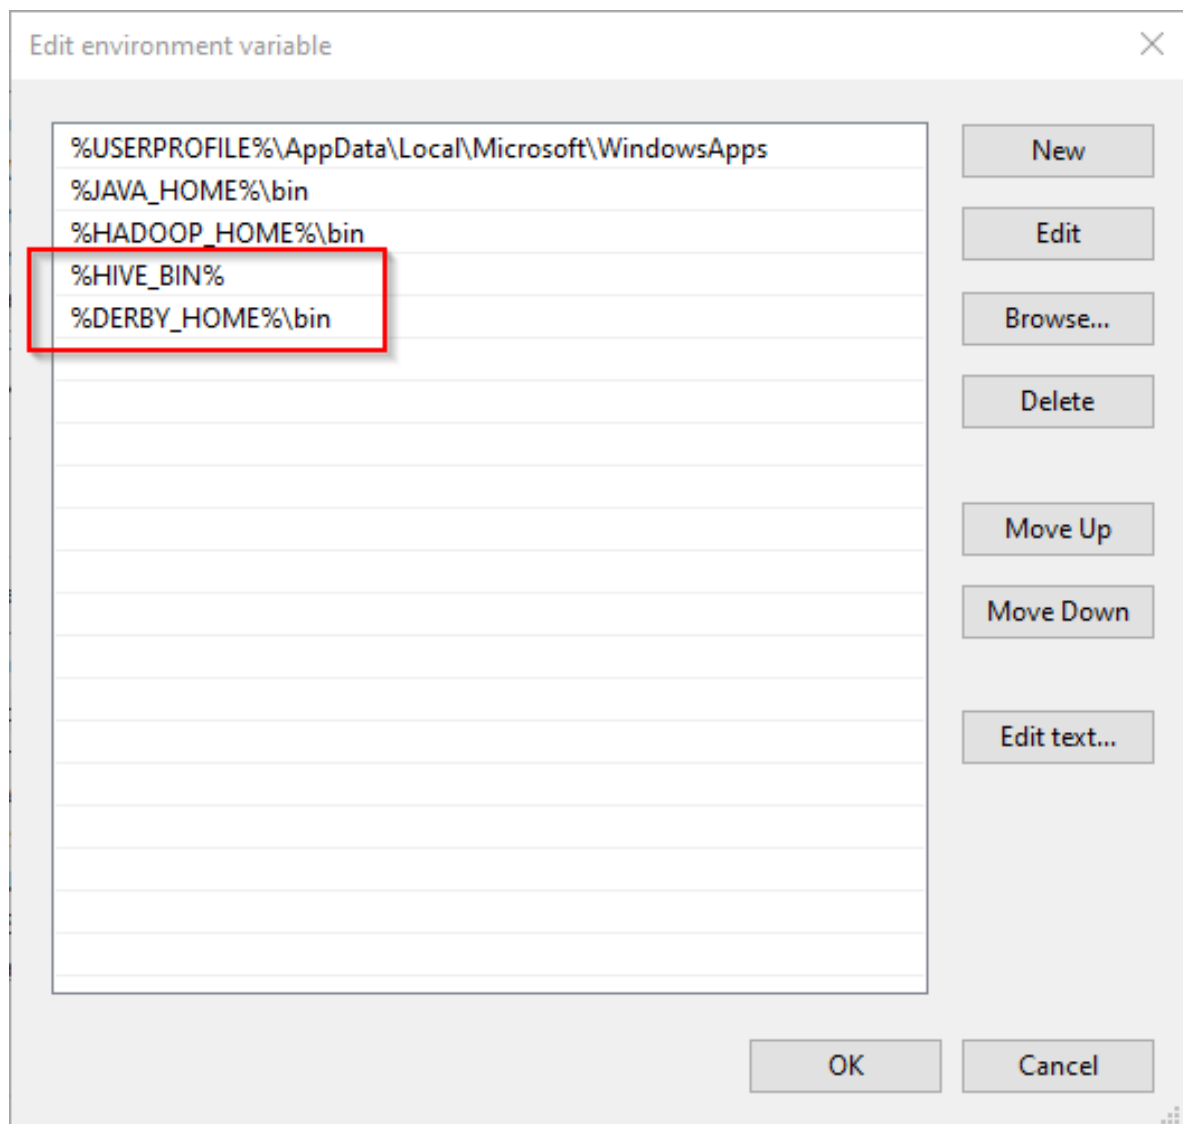 Edit environment variable
%USERPROFILE%\AppData\Local\Microsoft\WindowsApps
%JAVA_HOME%\bin
%HADOOP_HOME%\bin
%HIVE_BIN%
%DERBY_HOME%\bin
New
Edit
Browse...
Delete
Move Up
Move Down
Edit text...
OK
Cancel